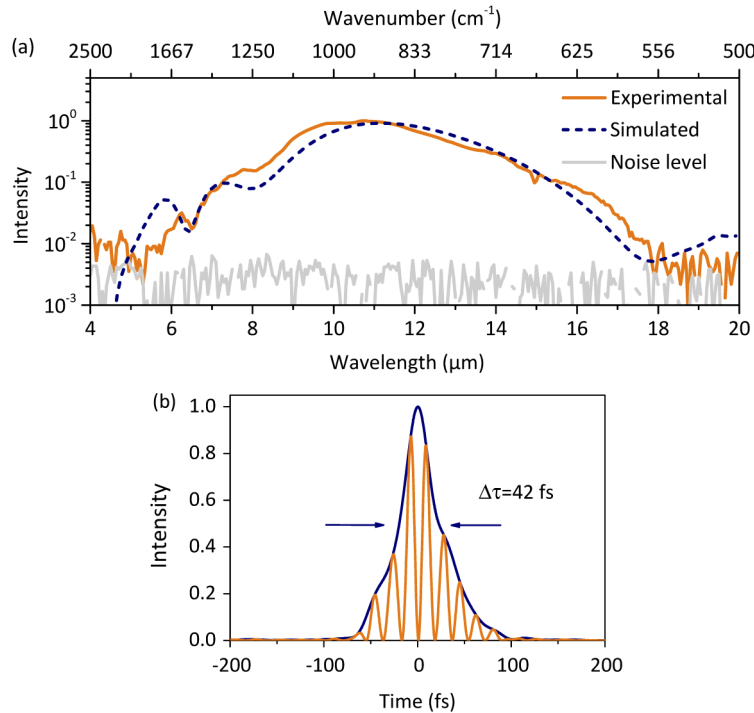 Wavenumber (cm⁻¹)
(a)
2500 1667 1250 1000 833 714 625 556 500
Experimental
Simulated
Noise level
10⁰
10⁻¹
10⁻²
10⁻³
Intensity
4 6 8 10 12 14 16 18 20
Wavelength (μm)
(b)
1.0
0.8
0.6
0.4
0.2
0.0
Intensity
Δτ=42 fs
-200 -100 0 100 200
Time (fs)